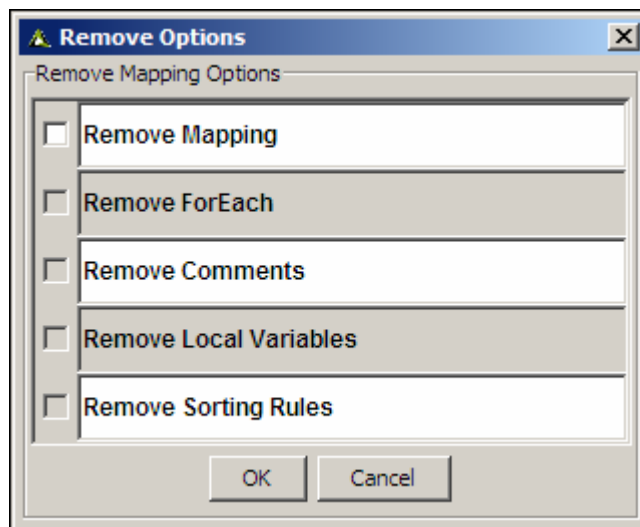 Remove Options
Remove Mapping Options
Remove Mapping
Remove ForEach
Remove Comments
Remove Local Variables
Remove Sorting Rules
OK Cancel